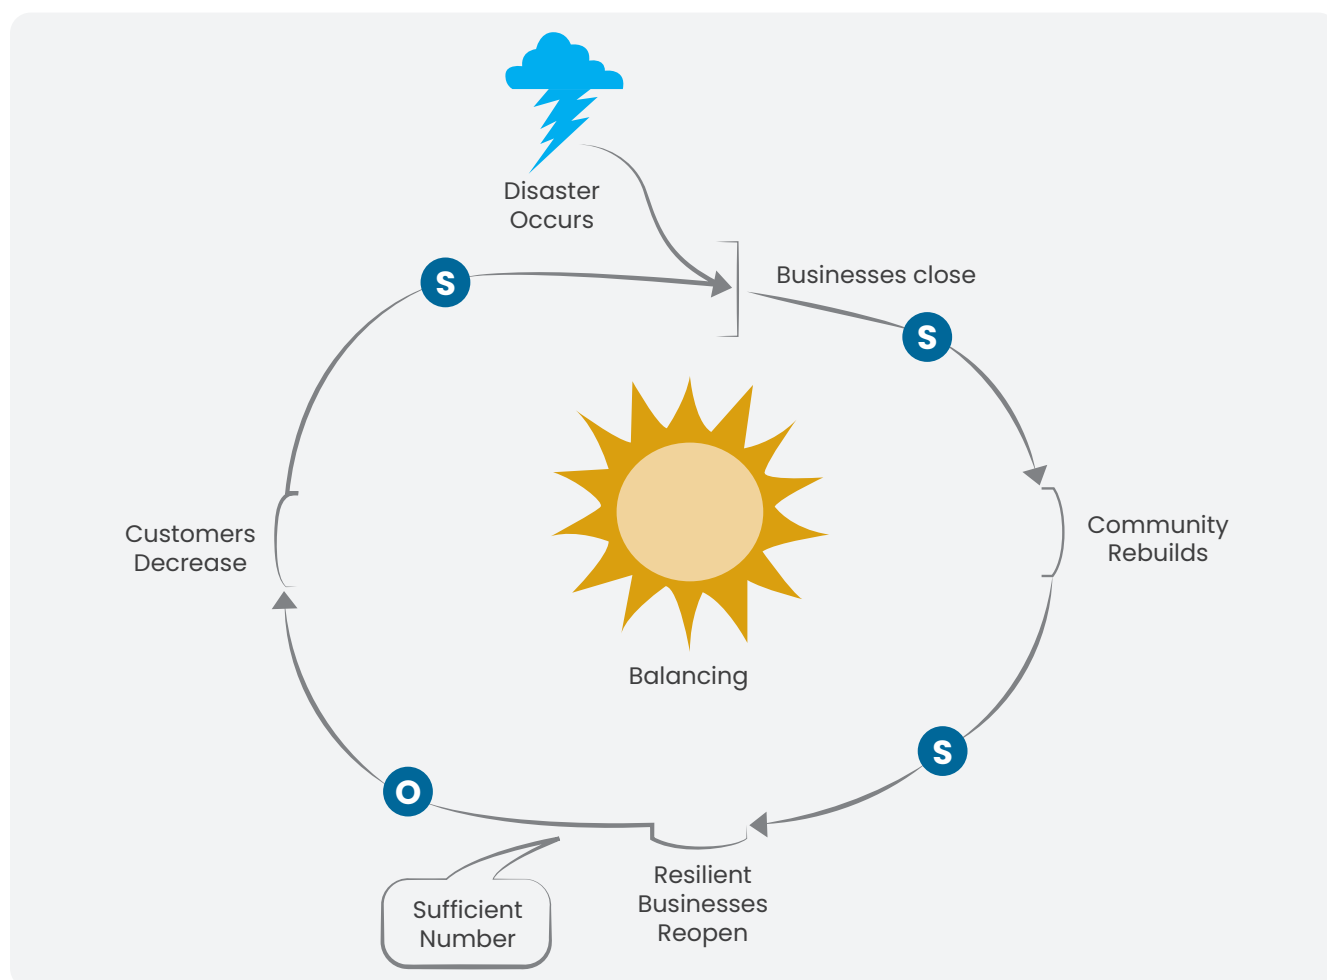 Disaster
Occurs
S
Businesses close
S
Community
Rebuilds
S
Resilient
Businesses
Reopen
Sufficient
Number
O
Customers
Decrease
Balancing